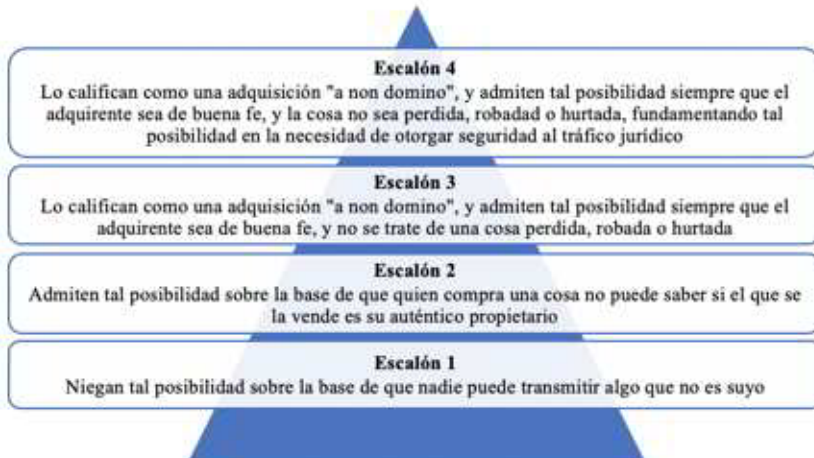 Escalón 4
Lo califican como una adquisición "a non domino", y admiten tal posibilidad siempre que el
adquirente sea de buena fe, y la cosa no sea perdida, robadad o hurtada, fundamentando tal
posibilidad en la necesidad de otorgar seguridad al tráfico jurídico
Escalón 3
Lo califican como una adquisición "a non domino", y admiten tal posibilidad siempre que el
adquirente sea de buena fe, y no se trate de una cosa perdida, robada o hurtada
Escalón 2
Admiten tal posibilidad sobre la base de que quien compra una cosa no puede saber si el que se
la vende es su auténtico propietario
Escalón 1
Niegan tal posibilidad sobre la base de que nadie puede transmitir algo que no es suyo